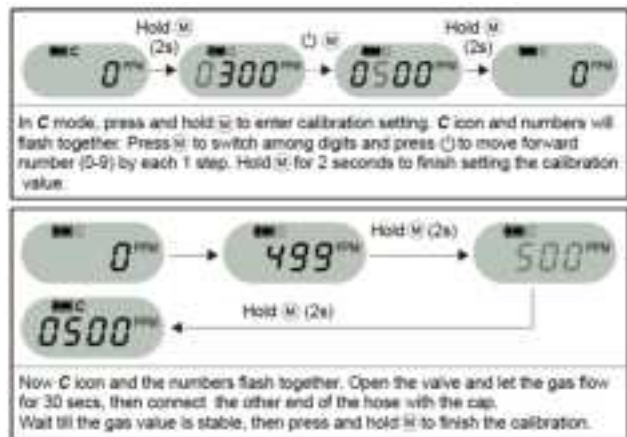 Hold M Hold M
(2s) ⏻ M (2s)
C 0 PPM 0300 PPM 0500 PPM 0 PPM
In C mode, press and hold M to enter calibration setting. C icon and numbers will
flash together. Press M to switch among digits and press ⏻ to move forward
number (0-9) by each 1 step. Hold M for 2 seconds to finish setting the calibration
value.
0 PPM 499 PPM Hold M (2s) 500 PPM
C 0500 PPM Hold M (2s)
Now C icon and the numbers flash together. Open the valve and let the gas flow
for 30 secs, then connect the other end of the hose with the cap.
Wait till the gas value is stable, then press and hold M to finish the calibration.